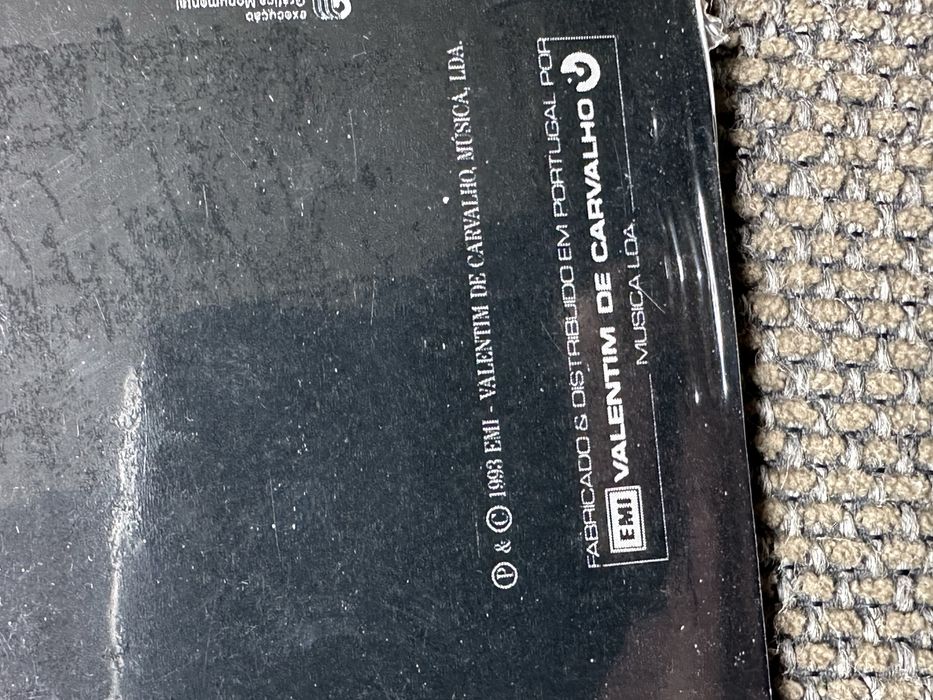 execução
Gráfica Monumental
Ⓟ & © 1993 EMI - VALENTIM DE CARVALHO, MÚSICA, LDA.
FABRICADO & DISTRIBUIDO EM PORTUGAL POR
EMI VALENTIM DE CARVALHO
MUSICA LDA.